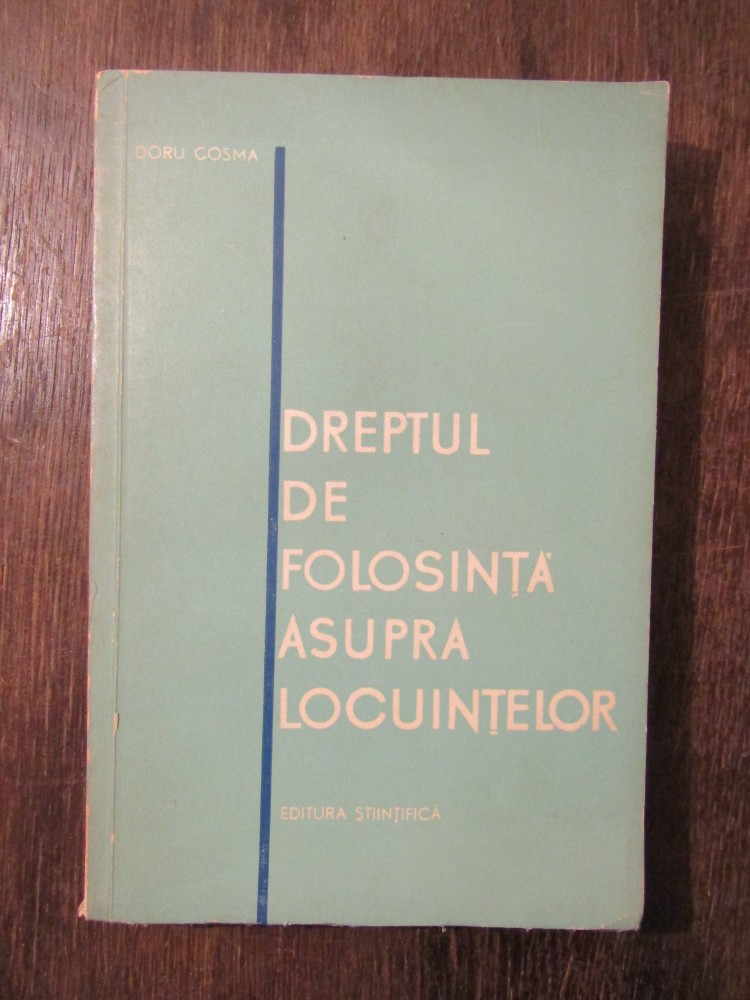 DORU COSMA
DREPTUL
DE
FOLOSINȚĂ
ASUPRA
LOCUINȚELOR
EDITURA ȘTIINȚIFICĂ